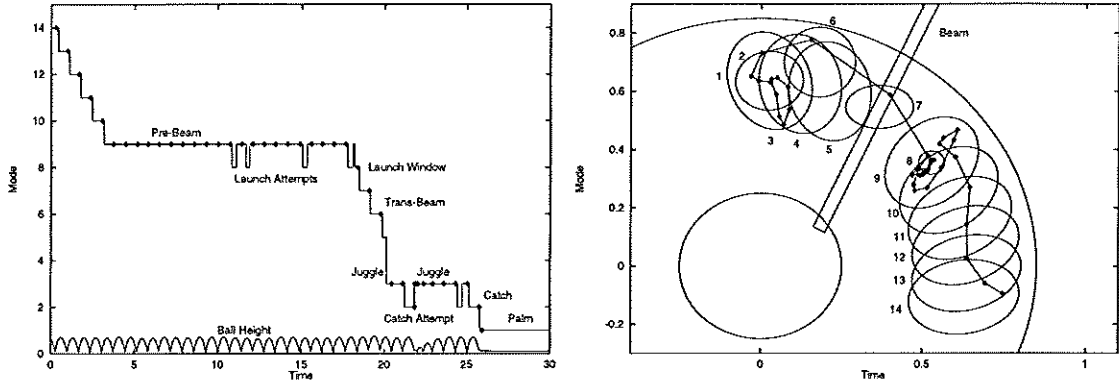 14
12
10
8
6
4
2
0
Mode
Pre-Beam
Launch Attempts
Launch Window
Trans-Beam
Juggle
Juggle
Catch Attempt
Catch
Palm
Ball Height
0 5 10 15 20 25 30
Time
0.8
0.6
0.4
0.2
0
-0.2
Mode
Beam
1
2
3
4
5
6
7
8
9
10
11
12
13
14
0 0.5 1
Time